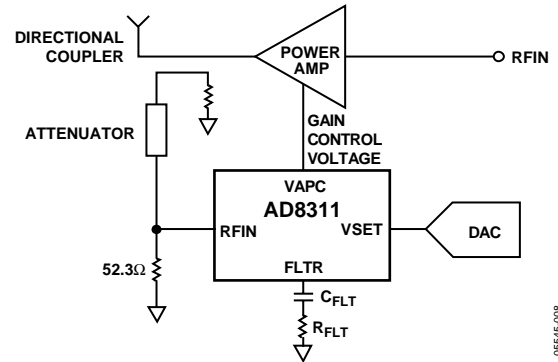 DIRECTIONAL
COUPLER
POWER
AMP
RFIN
ATTENUATOR
GAIN
CONTROL
VOLTAGE
VAPC
AD8311
RFIN
VSET
DAC
FLTR
52.3Ω
CFLT
RFLT
05545-008